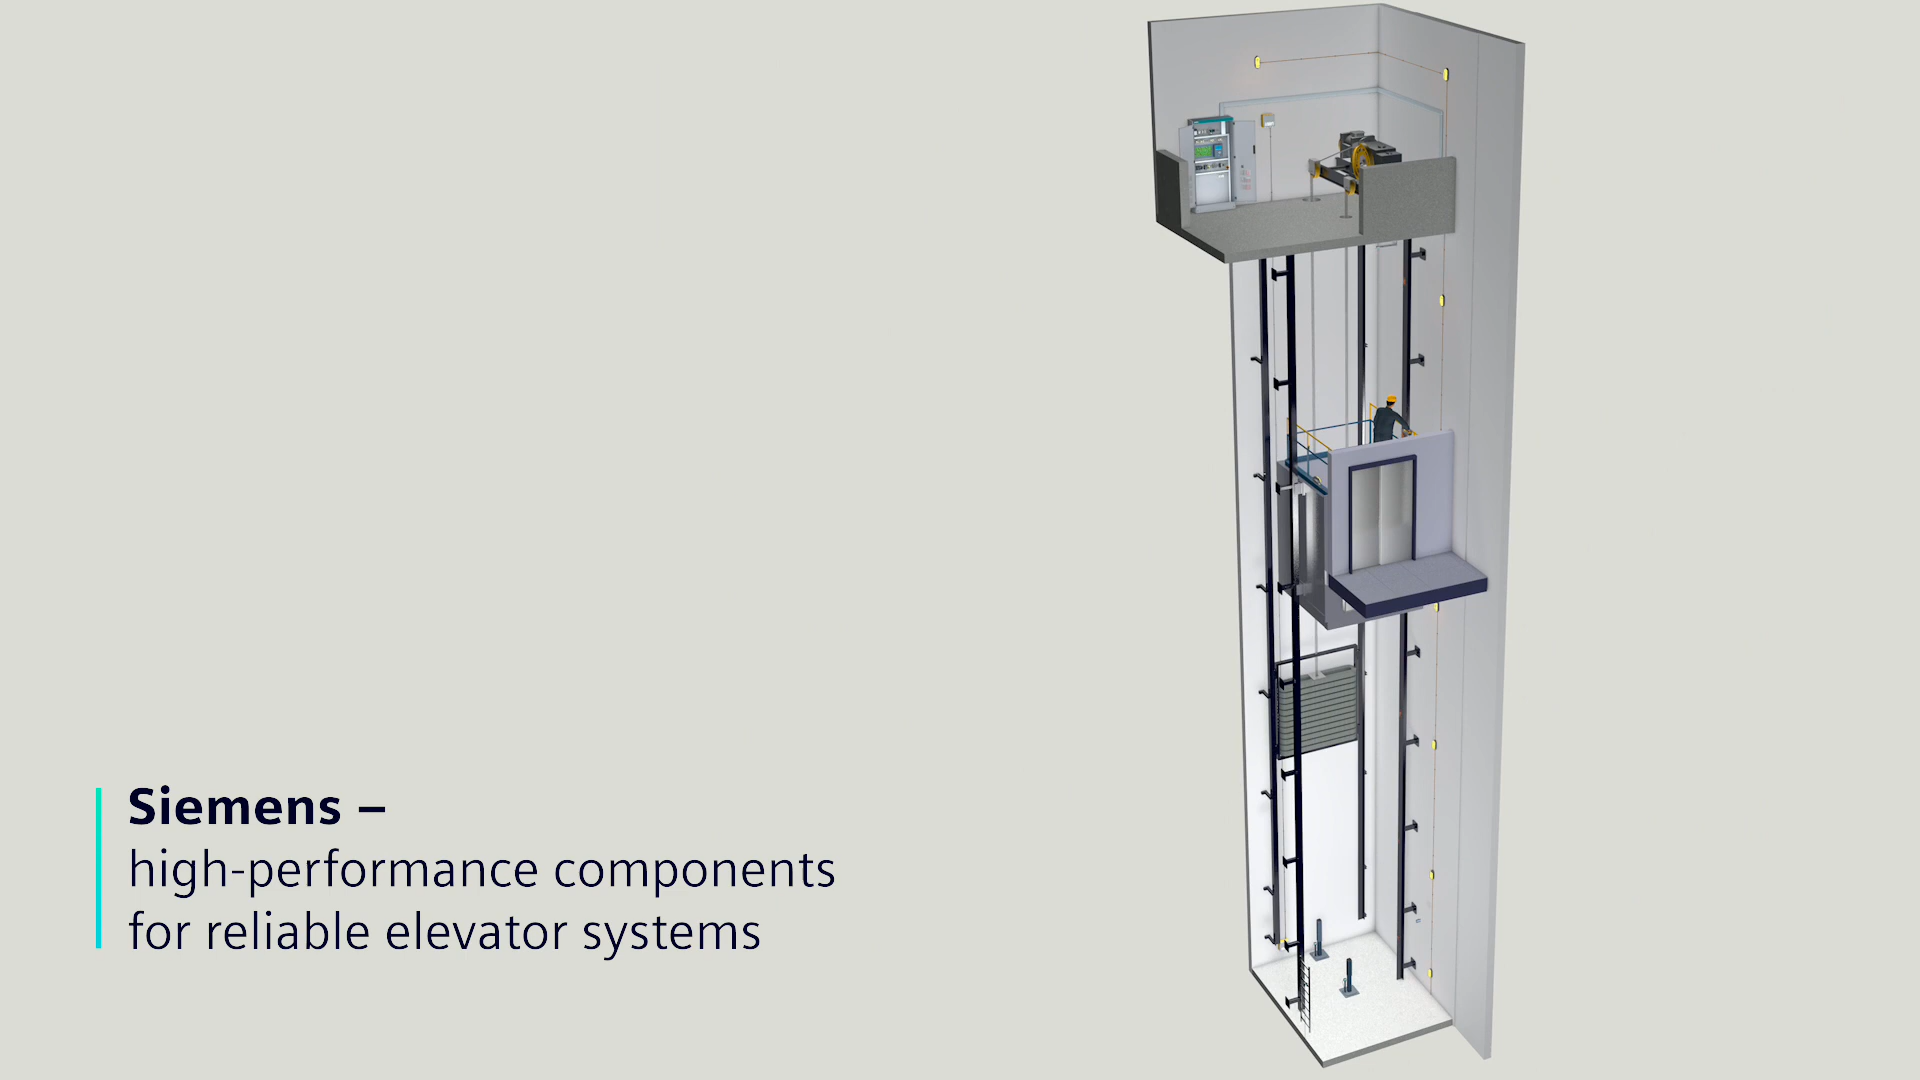 Siemens –
high-performance components
for reliable elevator systems